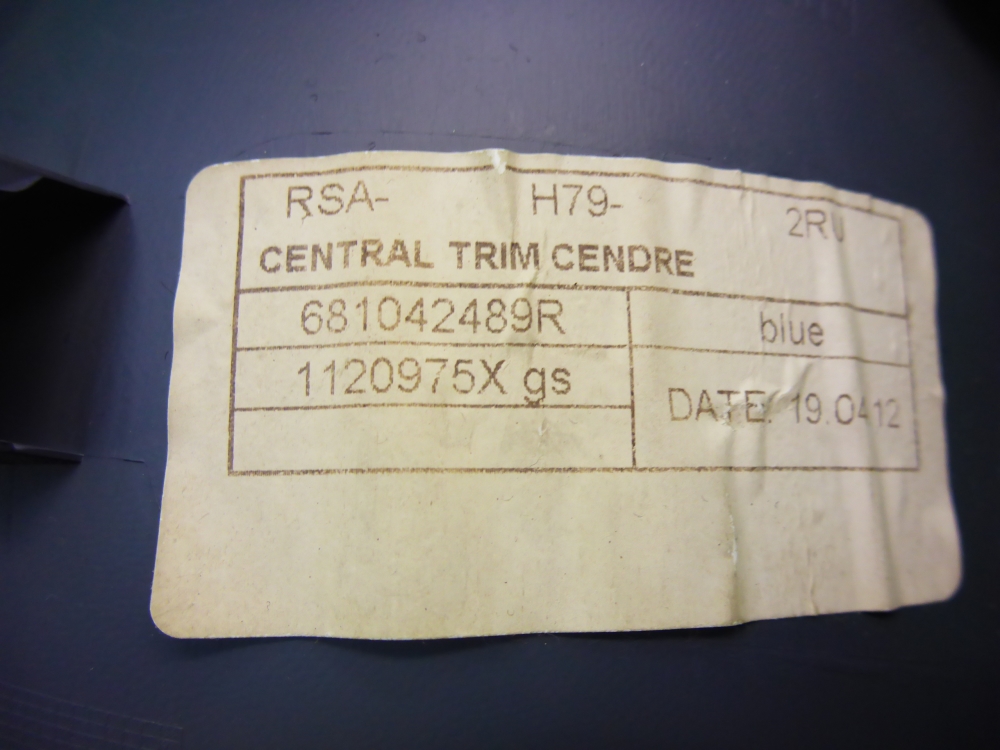 RSA- H79- 2RU
CENTRAL TRIM CENDRE
681042489R blue
1120975X gs
DATE: 19.0412